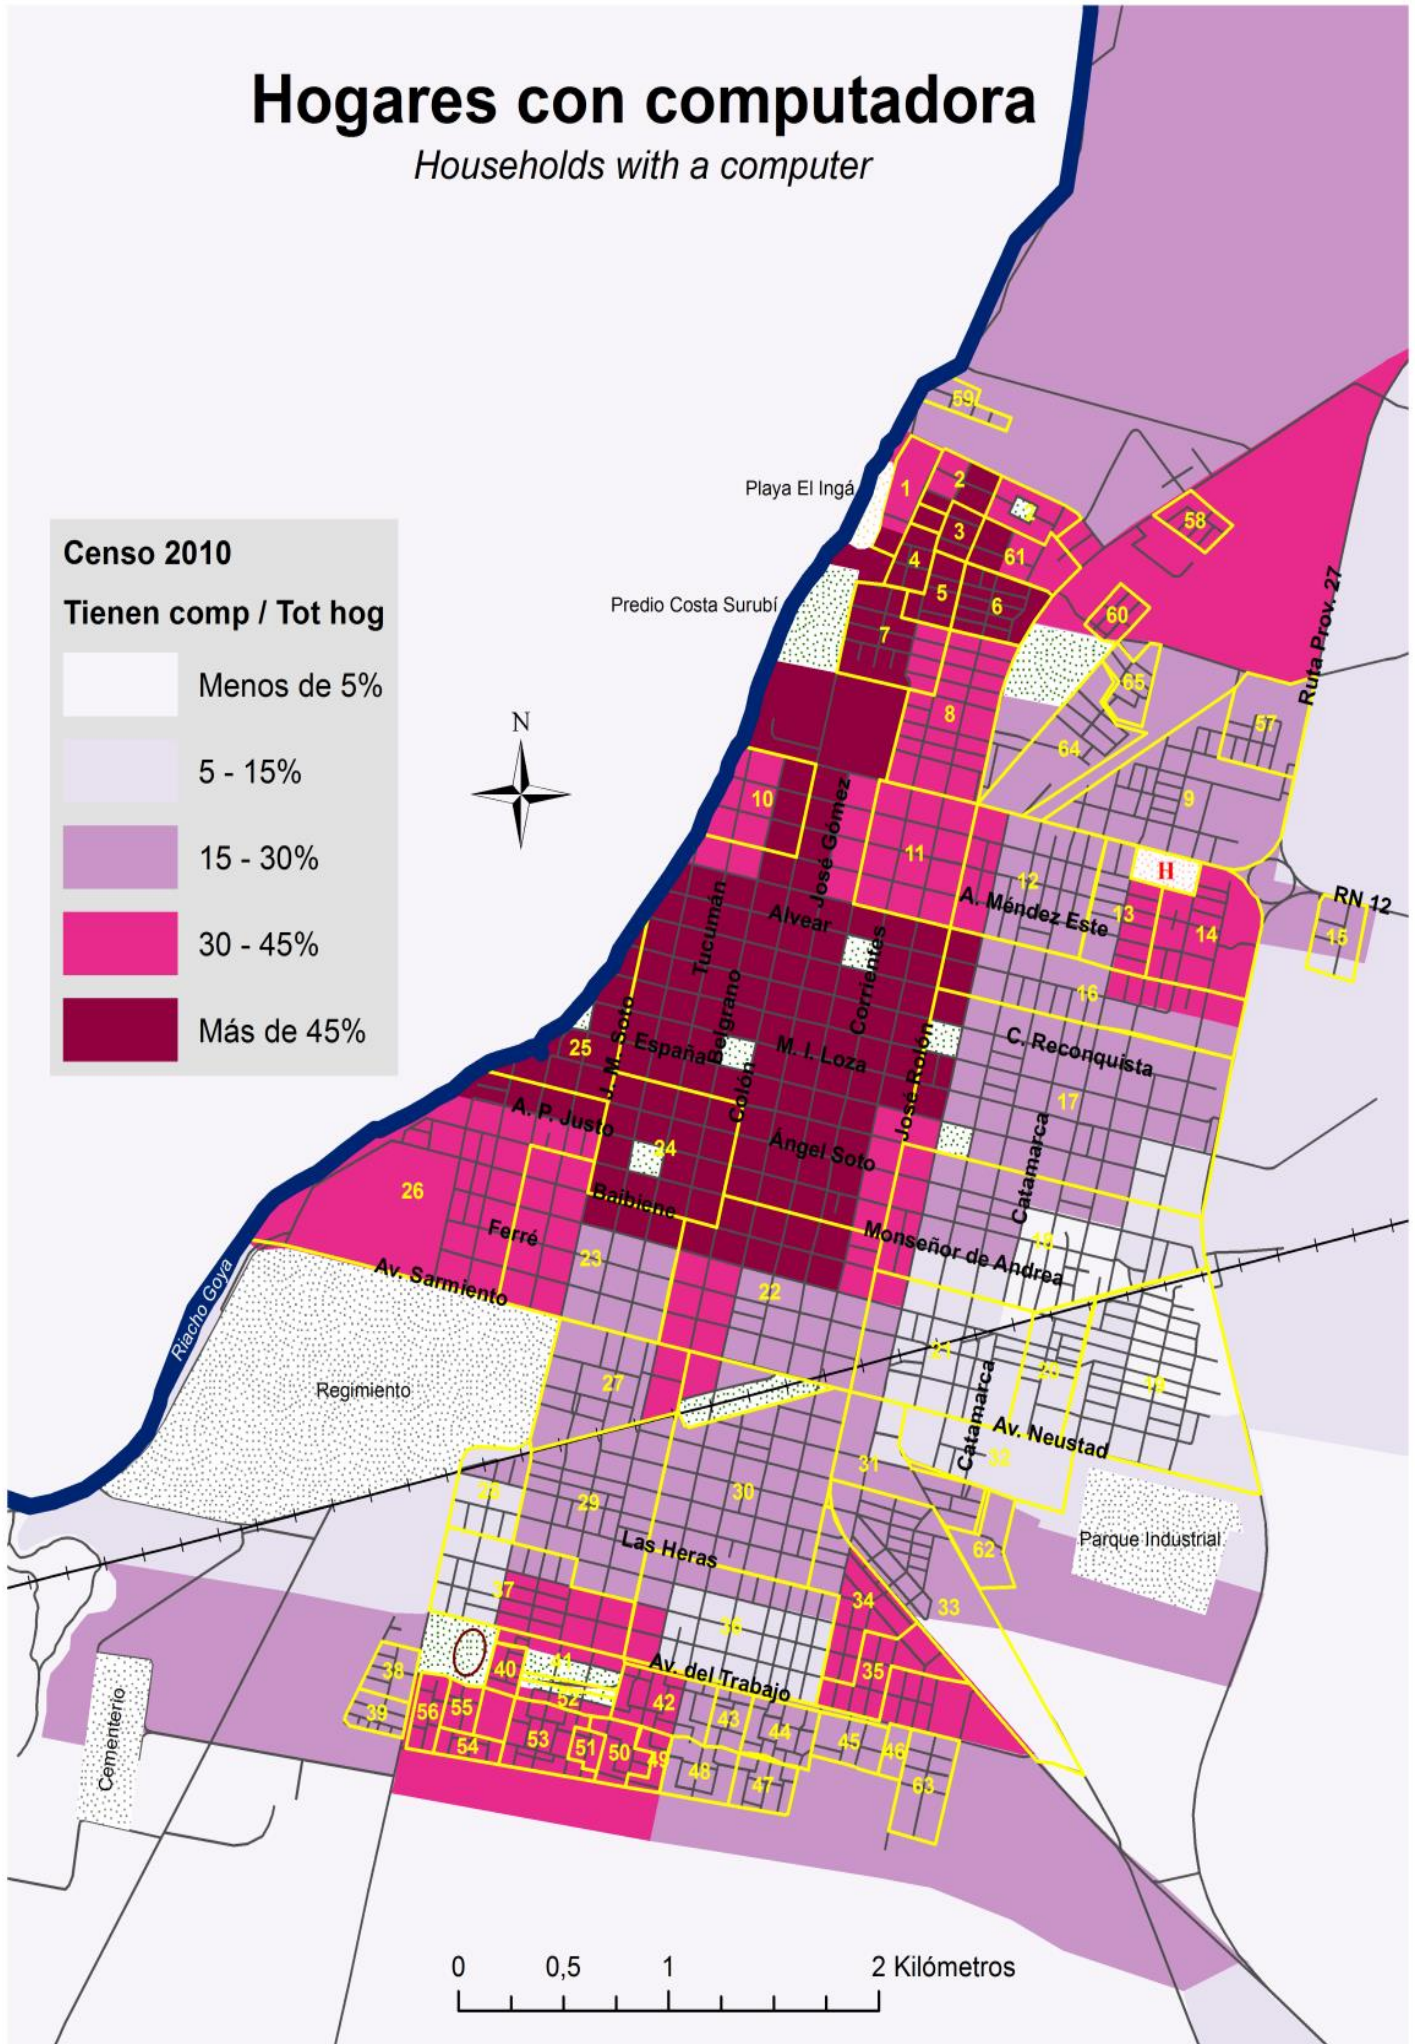 Hogares con computadora
Households with a computer
59
Playa El Ingá
1
2
58
3
61
4
Predio Costa Surubí
5
6
60
7
Ruta Prov. 27
65
8
57
64
Censo 2010
Tienen comp / Tot hog
Menos de 5%
5 - 15%
15 - 30%
30 - 45%
Más de 45%
N
10
José Gómez
9
11
12
H
A. Méndez Este
13
14
RN 12
15
Tucumán
Alvear
Corrientes
16
J. M. Soto
25
España
Belgrano
M. I. Loza
José Rolón
C. Reconquista
17
Colón
A. P. Justo
24
Ángel Soto
Catamarca
26
Baibiene
Ferré
23
Monseñor de Andrea
18
Av. Sarmiento
22
Riacho Goya
21
20
19
Regimiento
27
Catamarca
Av. Neustad
31
32
28
29
30
Las Heras
62
Parque Industrial
37
36
34
33
38
40
41
Av. del Trabajo
35
39
56
55
52
42
43
44
45
46
54
53
51
50
49
48
47
63
Cementerio
0
0,5
1
2 Kilómetros